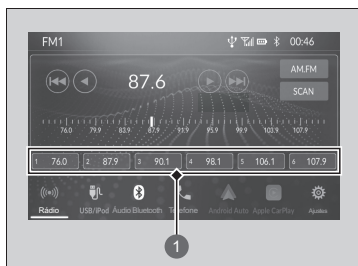 FM1 00:46
87.6 AM.FM
SCAN
76.0 79.9 83.9 87.9 91.9 95.9 99.9 103.9 107.9
1 76.0 2 87.9 3 90.1 4 98.1 5 106.1 6 107.9
Rádio USB/iPod Áudio Bluetooth Telefone Android Auto Apple CarPlay Ajustes
1